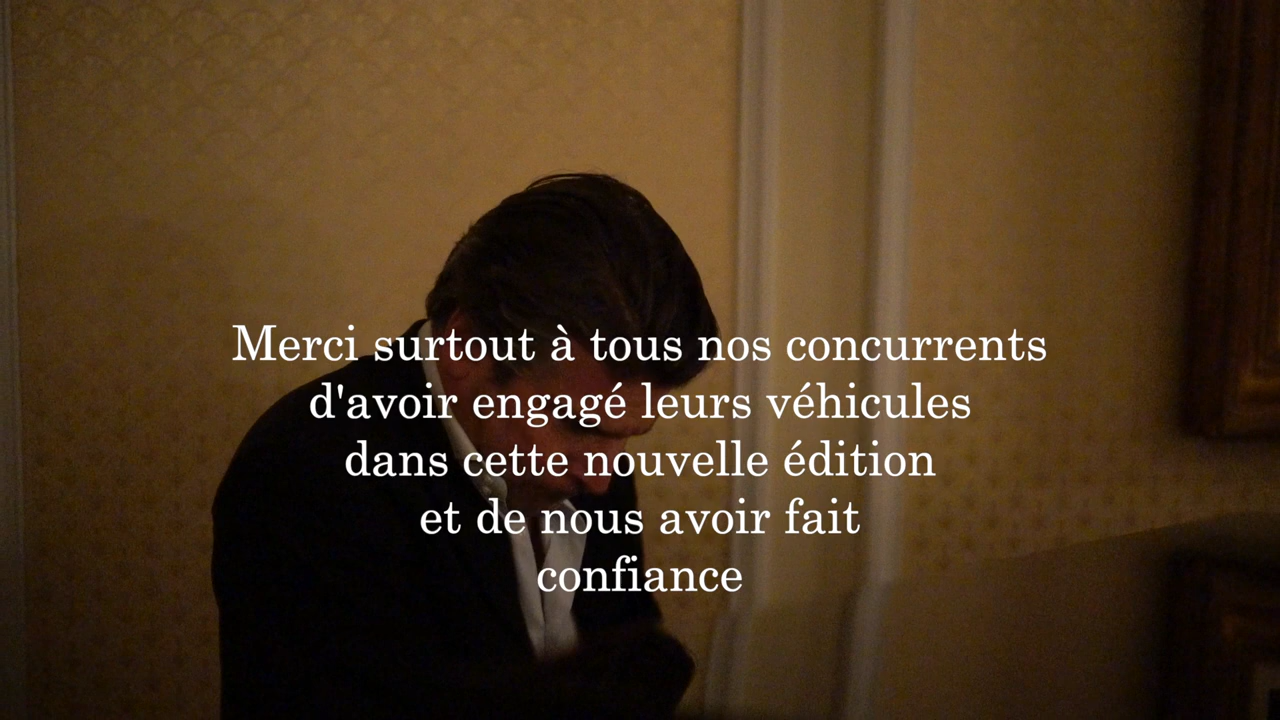 Merci surtout à tous nos concurrents
d'avoir engagé leurs véhicules
dans cette nouvelle édition
et de nous avoir fait
confiance